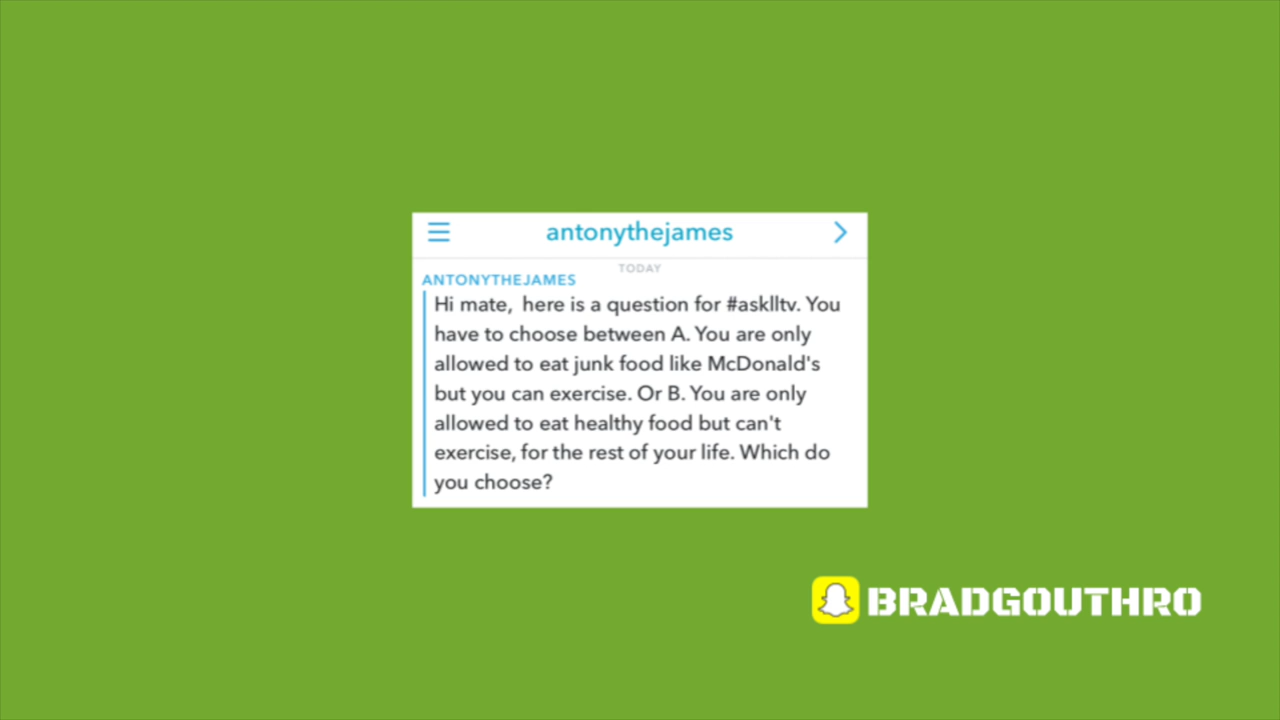 antonythejames
TODAY
ANTONYTHEJAMES
Hi mate, here is a question for #asklltv. You
have to choose between A. You are only
allowed to eat junk food like McDonald's
but you can exercise. Or B. You are only
allowed to eat healthy food but can't
exercise, for the rest of your life. Which do
you choose?
BRADGOUTHRO